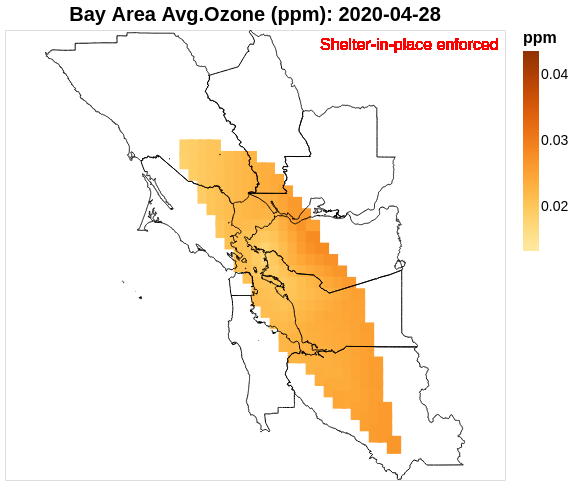 Bay Area Avg.Ozone (ppm): 2020-04-28
Shelter-in-place enforced
ppm
0.04
0.03
0.02